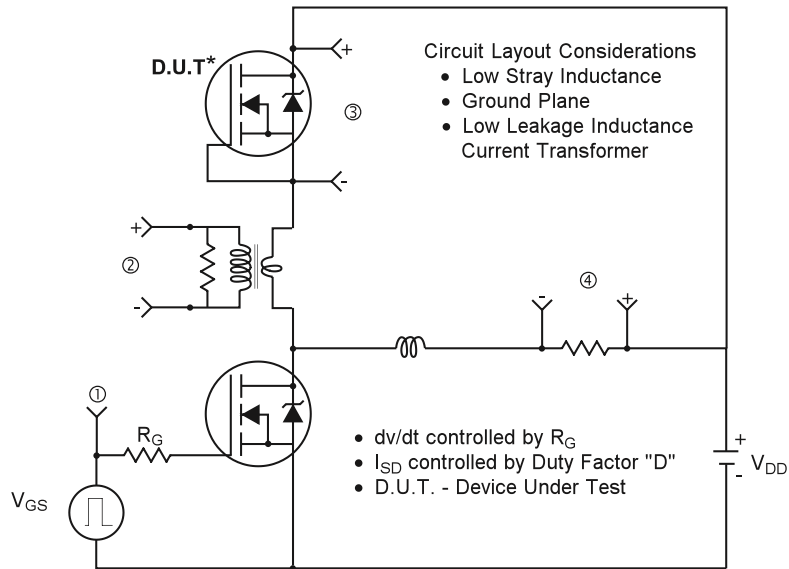 D.U.T*
+
-
③
Circuit Layout Considerations
• Low Stray Inductance
• Ground Plane
• Low Leakage Inductance
Current Transformer
+
②
-
④
-
+
①
RG
VGS
• dv/dt controlled by RG
• ISD controlled by Duty Factor "D"
• D.U.T. - Device Under Test
+
VDD
-